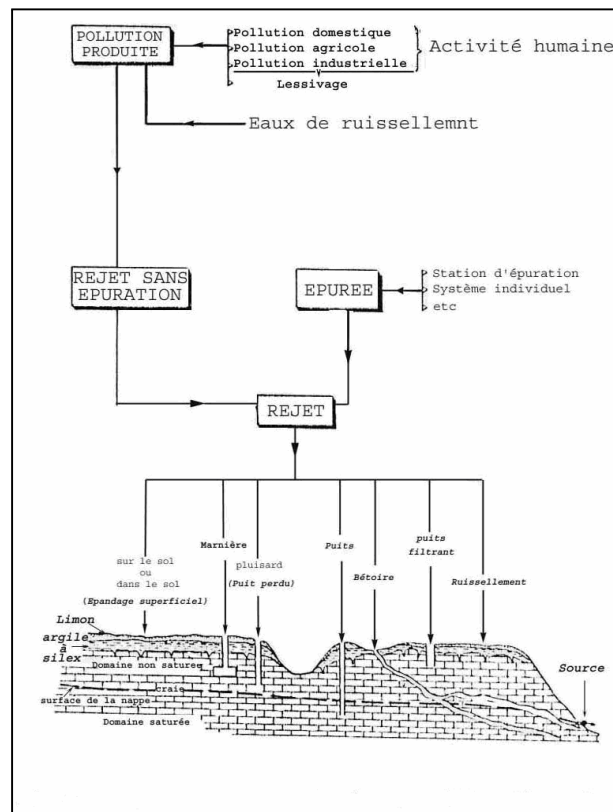 POLLUTION
PRODUITE
Pollution domestique
Pollution agricole
Pollution industrielle
Lessivage
Activité humaine
Eaux de ruissellemnt
REJET SANS
EPURATION
EPUREE
Station d'épuration
Système individuel
etc
REJET
sur le sol
ou
dans le sol
(Epandage superficiel)
Marnière
pluisard
(Puit perdu)
Puits
Bétoire
puits
filtrant
Ruissellement
Limon
argile
à
silex
Domaine non saturée
craie
surface de la nappe
Domaine saturée
Source